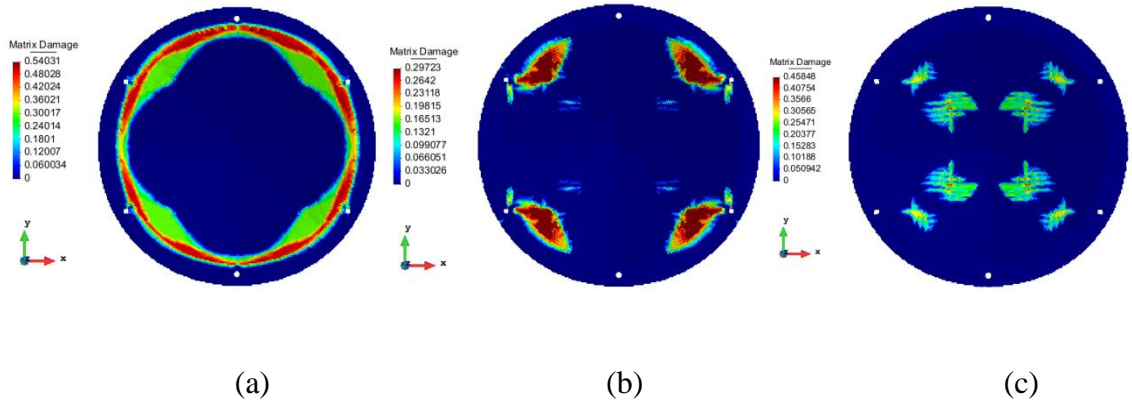 Matrix Damage
0.54031
0.48028
0.42024
0.36021
0.30017
0.24014
0.1801
0.12007
0.060034
0
y
x
(a)
Matrix Damage
0.29723
0.2642
0.23118
0.19815
0.16513
0.1321
0.099077
0.066051
0.033026
0
y
x
(b)
Matrix Damage
0.45848
0.40754
0.3566
0.30565
0.25471
0.20377
0.15283
0.10188
0.050942
0
y
x
(c)